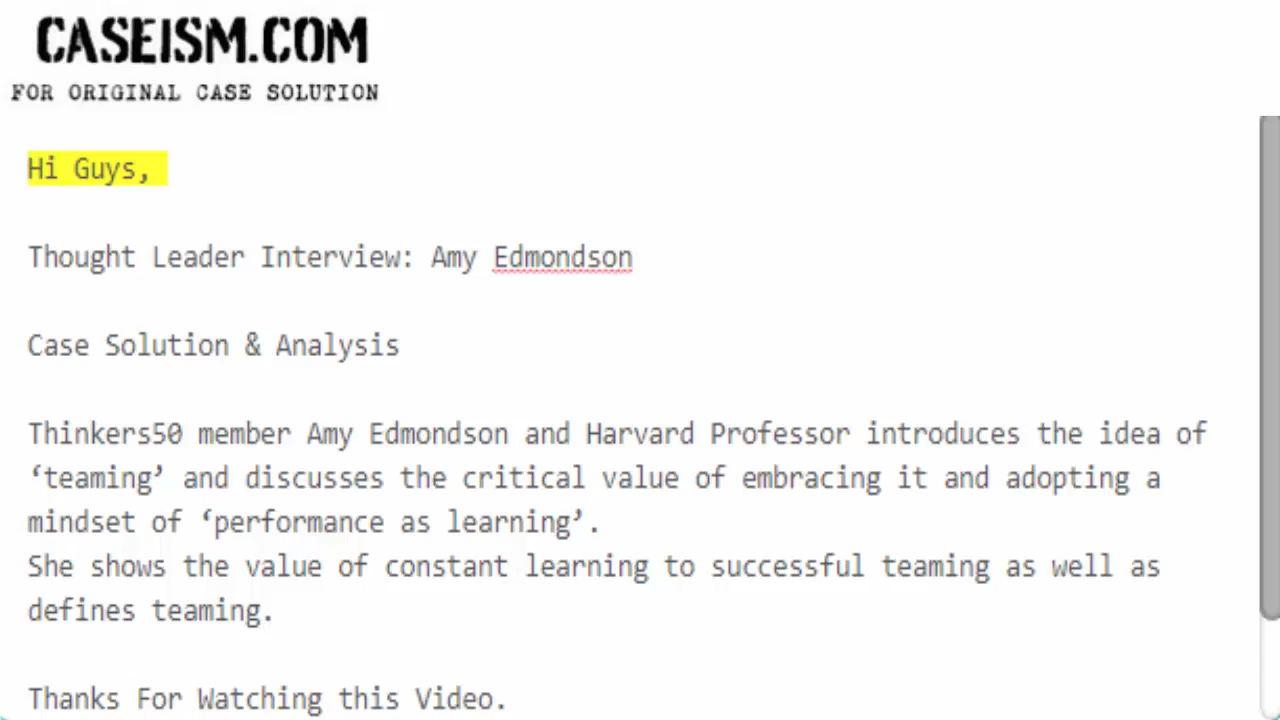 CASEISM.COM
FOR ORIGINAL CASE SOLUTION
Hi Guys,
Thought Leader Interview: Amy Edmondson
Case Solution & Analysis
Thinkers50 member Amy Edmondson and Harvard Professor introduces the idea of
‘teaming’ and discusses the critical value of embracing it and adopting a
mindset of ‘performance as learning’.
She shows the value of constant learning to successful teaming as well as
defines teaming.
Thanks For Watching this Video.